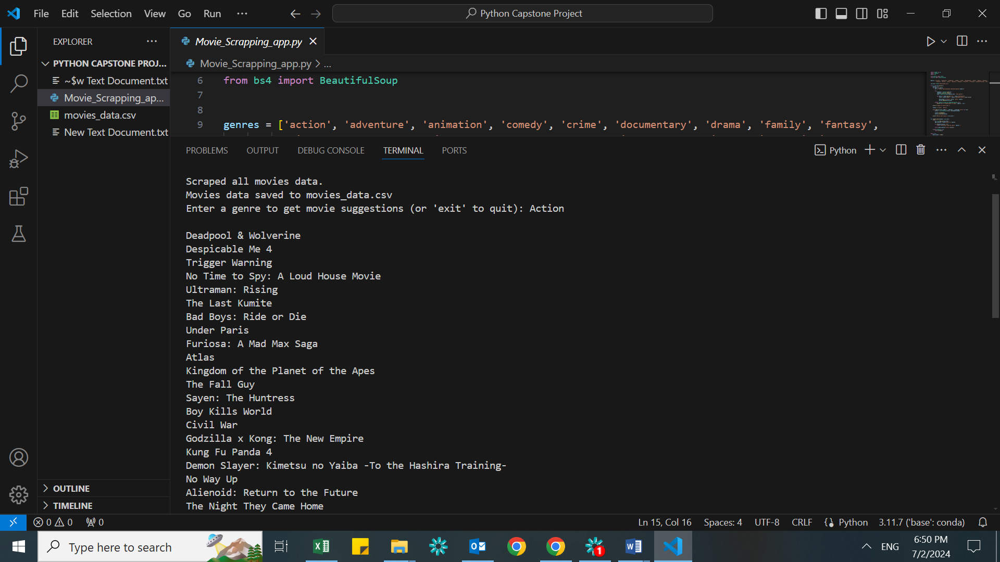 File Edit Selection View Go Run ...
Python Capstone Project
EXPLORER
PYTHON CAPSTONE PROJ...
~$w Text Document.txt
Movie_Scrapping_ap...
movies_data.csv
New Text Document.txt
OUTLINE
TIMELINE
Movie_Scrapping_app.py
Movie_Scrapping_app.py > ...
6 from bs4 import BeautifulSoup
7
8
9 genres = ['action', 'adventure', 'animation', 'comedy', 'crime', 'documentary', 'drama', 'family', 'fantasy',
PROBLEMS OUTPUT DEBUG CONSOLE TERMINAL PORTS
Python
Scraped all movies data.
Movies data saved to movies_data.csv
Enter a genre to get movie suggestions (or 'exit' to quit): Action
Deadpool & Wolverine
Despicable Me 4
Trigger Warning
No Time to Spy: A Loud House Movie
Ultraman: Rising
The Last Kumite
Bad Boys: Ride or Die
Under Paris
Furiosa: A Mad Max Saga
Atlas
Kingdom of the Planet of the Apes
The Fall Guy
Sayen: The Huntress
Boy Kills World
Civil War
Godzilla x Kong: The New Empire
Kung Fu Panda 4
Demon Slayer: Kimetsu no Yaiba -To the Hashira Training-
No Way Up
Alienoid: Return to the Future
The Night They Came Home
0 0 0
Ln 15, Col 16 Spaces: 4 UTF-8 CRLF Python 3.11.7 ('base': conda)
Type here to search
1
ENG
6:50 PM
7/2/2024